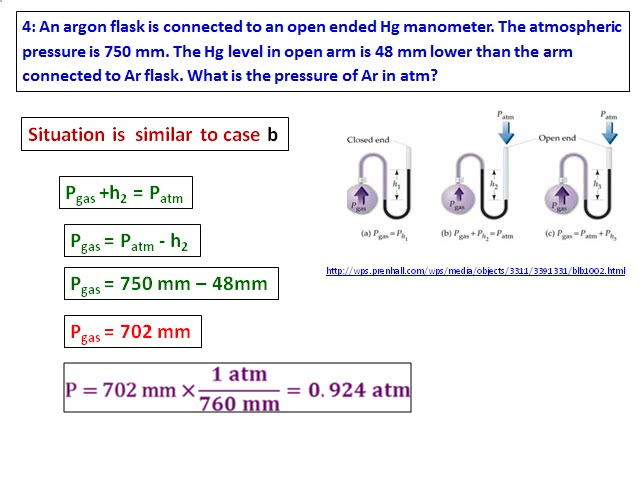 4: An argon flask is connected to an open ended Hg manometer. The atmospheric
pressure is 750 mm. The Hg level in open arm is 48 mm lower than the arm
connected to Ar flask. What is the pressure of Ar in atm?
Situation is similar to case b
Pgas +h2 = Patm
Pgas = Patm - h2
Pgas = 750 mm – 48mm
Pgas = 702 mm
P = 702 mm × 1 atm / 760 mm = 0.924 atm
Closed end
Patm
Open end
Patm
h1
h2
h3
Pgas
Pgas
Pgas
(a) Pgas = Ph1
(b) Pgas + Ph2 = Patm
(c) Pgas = Patm + Ph3
http://wps.prenhall.com/wps/media/objects/3311/3391331/blb1002.html